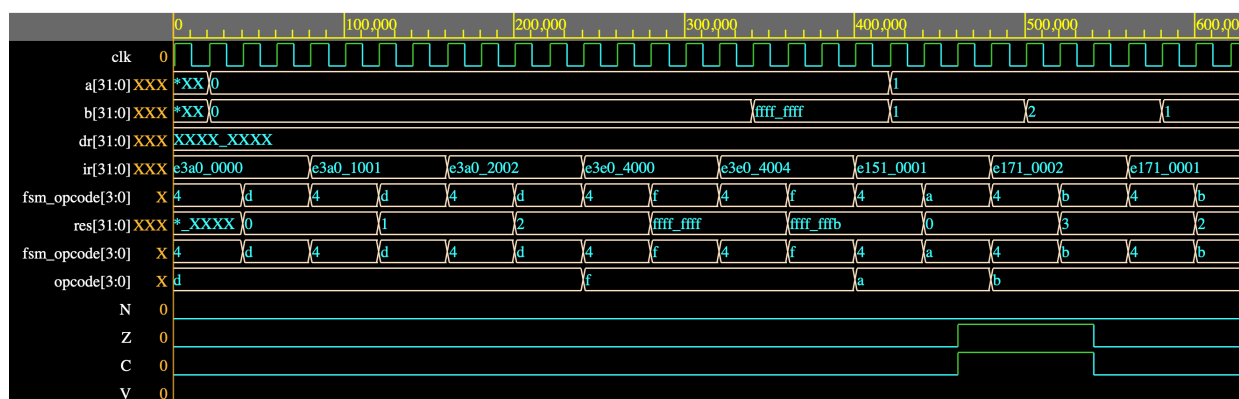 0 100,000 200,000 300,000 400,000 500,000 600,0
clk 0
a[31:0] XXX *XX 0 1
b[31:0] XXX *XX 0 ffff_ffff 1 2 1
dr[31:0] XXX XXXX_XXXX
ir[31:0] XXX e3a0_0000 e3a0_1001 e3a0_2002 e3e0_4000 e3e0_4004 e151_0001 e171_0002 e171_0001
fsm_opcode[3:0] X 4 d 4 d 4 d 4 f 4 f 4 a 4 b 4 b
res[31:0] XXX *_XXXX 0 1 2 ffff_ffff ffff_fffb 0 3 2
fsm_opcode[3:0] X 4 d 4 d 4 d 4 f 4 f 4 a 4 b 4 b
opcode[3:0] X d f a b
N 0
Z 0
C 0
V 0